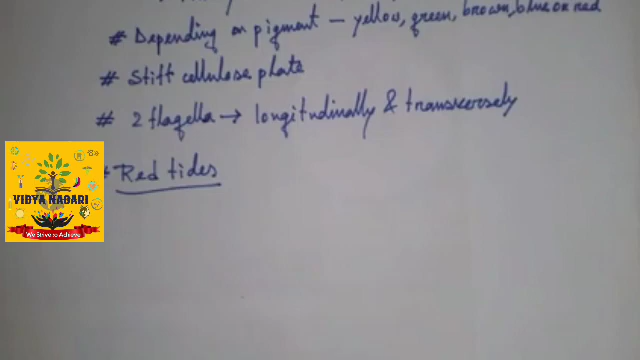 # Depending on pigment – yellow, green, brown, blue or red
# Stiff cellulose plate
# 2 flagella → longitudinally & transversely
# Red tides
VIDYA NAGARI
We Strive to Achieve